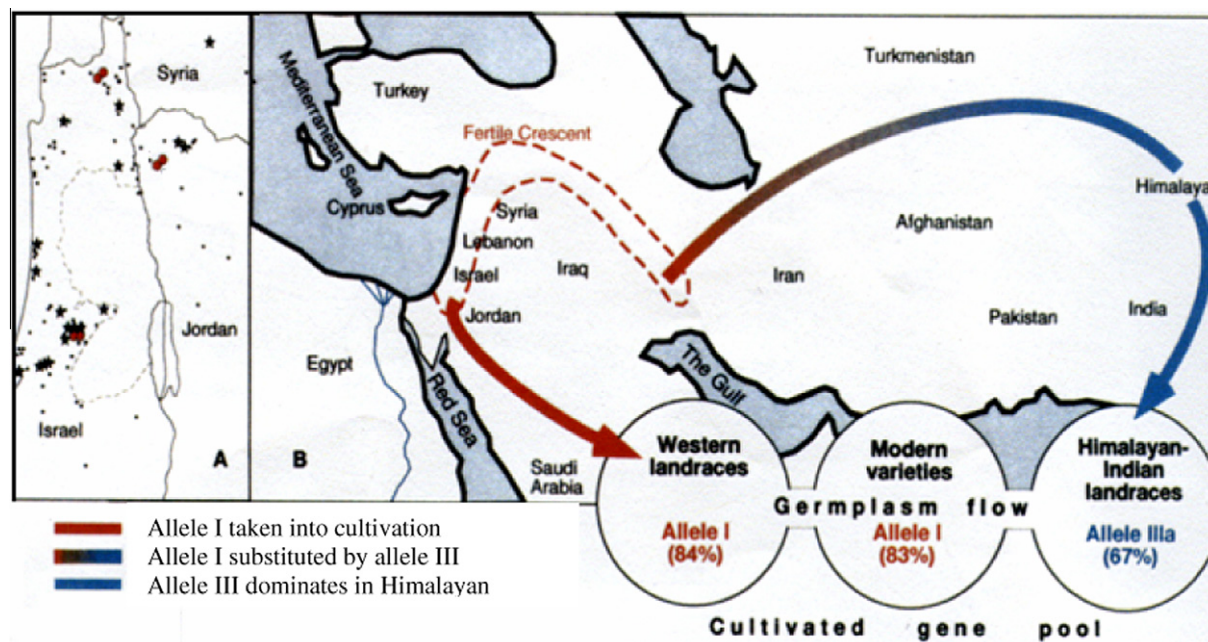 Syria
Jordan
Israel
A
B
Mediterranean Sea
Turkey
Fertile Crescent
Turkmenistan
Cyprus
Syria
Lebanon
Israel
Iraq
Jordan
Iran
Afghanistan
Himalaya
Pakistan
India
Egypt
Red Sea
The Gulf
Saudi
Arabia
Western
landraces
Allele I
(84%)
Modern
varieties
Allele I
(83%)
Himalayan-
Indian
landraces
Allele IIIa
(67%)
Germplasm flow
Cultivated gene pool
Allele I taken into cultivation
Allele I substituted by allele III
Allele III dominates in Himalayan